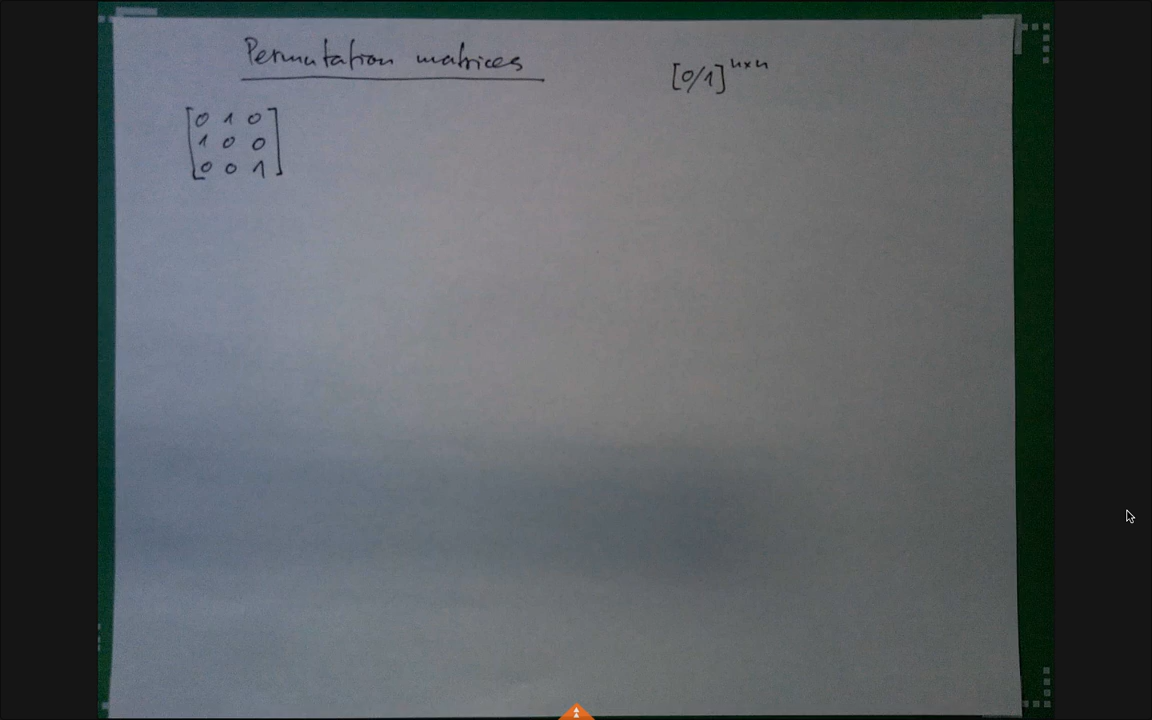 Permutation matrices
[0/1]^{n×n}
[0 1 0
1 0 0
0 0 1]